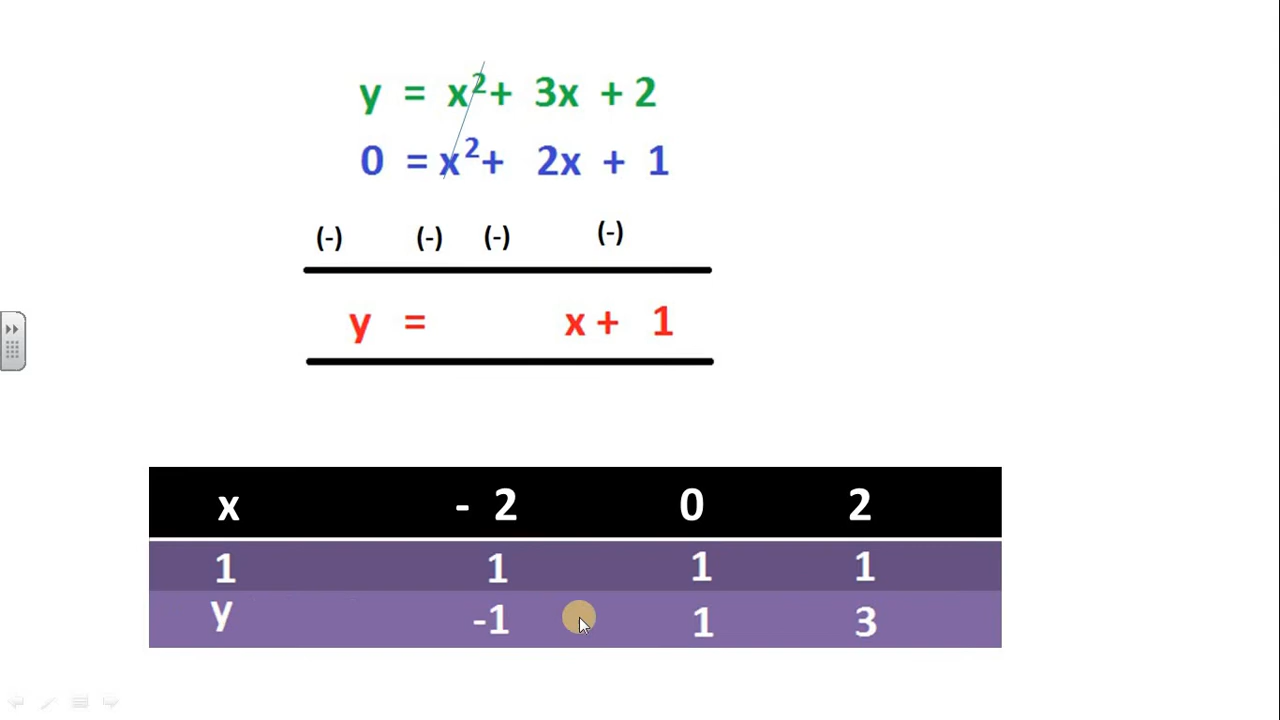 y = x²+ 3x + 2
0 = x²+ 2x + 1
(-) (-) (-) (-)
y = x + 1
x - 2 0 2
1 1 1 1
y -1 1 3